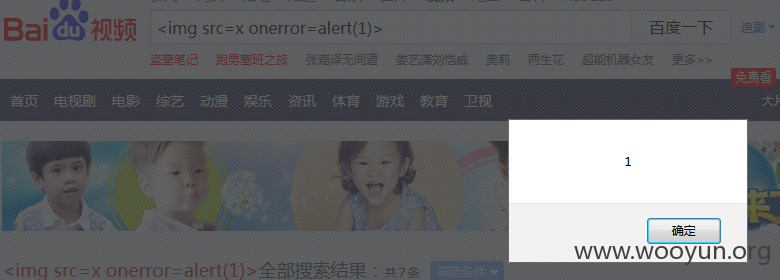 Bai du 视频
<img src=x onerror=alert(1)>
百度一下
追剧
盗墓笔记 跑男塞班之旅 张嘉译无间道 娄艺潇刘恺威 奥莉 两生花 超能机器女友 更多>>
免费看
首页 电视剧 电影 综艺 动漫 娱乐 资讯 体育 游戏 教育 卫视 大片
1
确定
来了
www.wooyun.org
<img src=x onerror=alert(1)>全部搜索结果：共7条 筛选条件